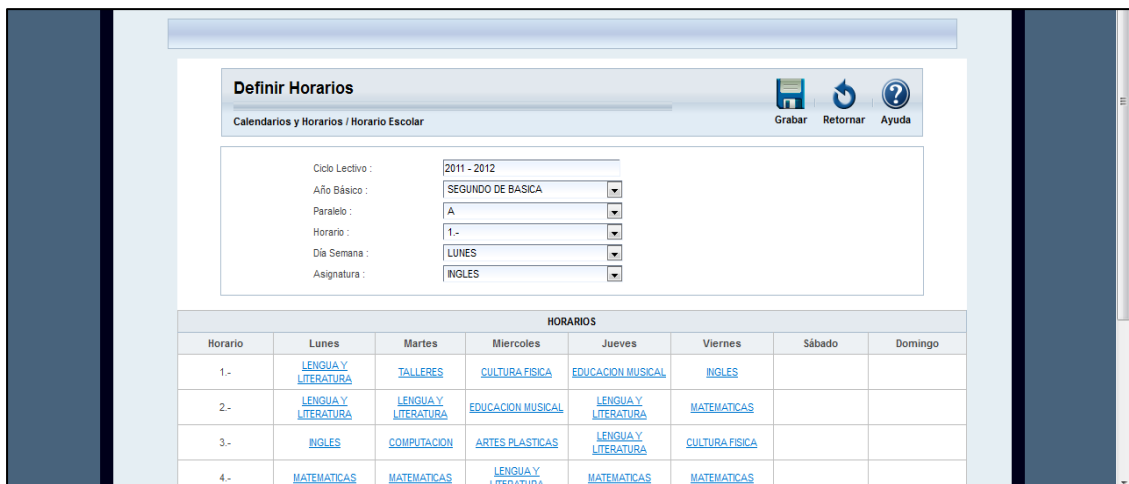 Definir Horarios
Calendarios y Horarios / Horario Escolar
Grabar Retornar Ayuda
Ciclo Lectivo : 2011 - 2012
Año Básico : SEGUNDO DE BASICA
Paralelo : A
Horario : 1.-
Día Semana : LUNES
Asignatura : INGLES
HORARIOS
Horario Lunes Martes Miercoles Jueves Viernes Sábado Domingo
1.- LENGUA Y LITERATURA TALLERES CULTURA FISICA EDUCACION MUSICAL INGLES
2.- LENGUA Y LITERATURA LENGUA Y LITERATURA EDUCACION MUSICAL LENGUA Y LITERATURA MATEMATICAS
3.- INGLES COMPUTACION ARTES PLASTICAS LENGUA Y LITERATURA CULTURA FISICA
4.- MATEMATICAS MATEMATICAS LENGUA Y LITERATURA MATEMATICAS MATEMATICAS